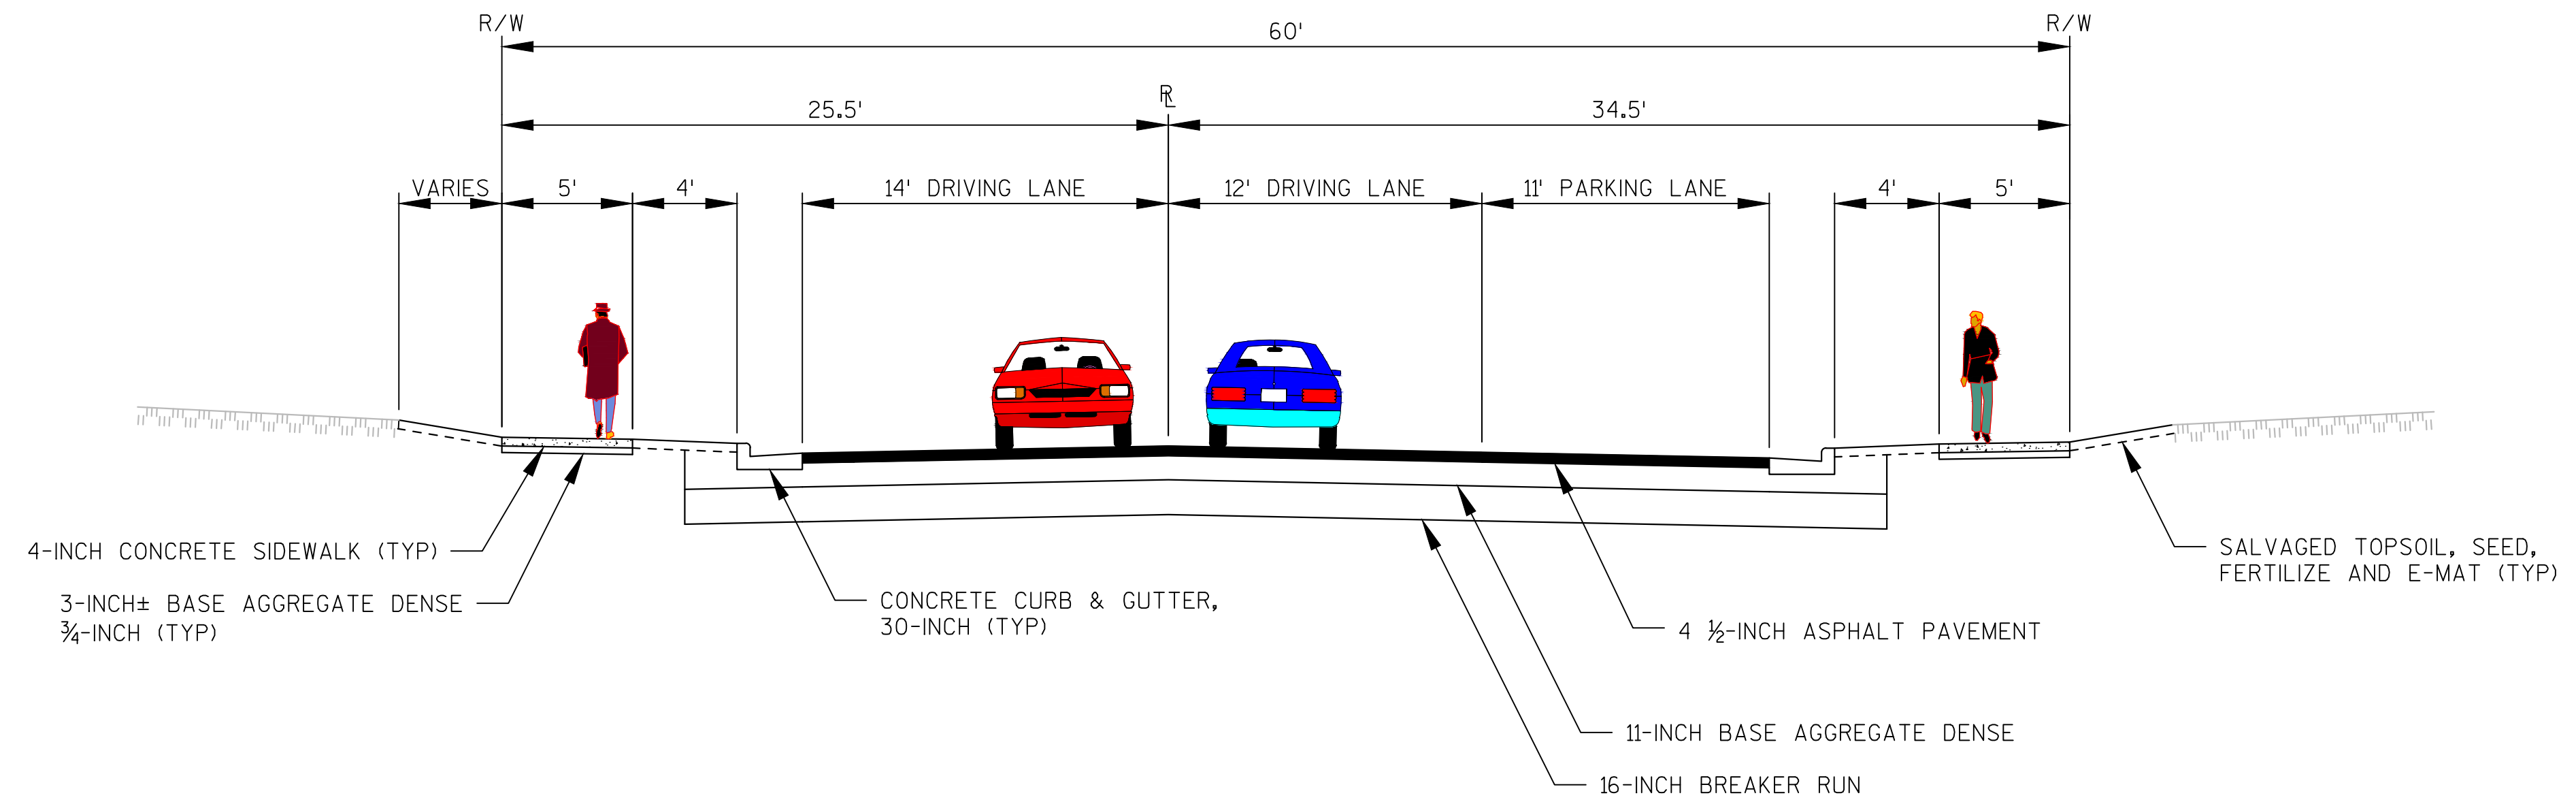 R/W
R/W
60'
RL
25.5'
34.5'
VARIES
5'
4'
14' DRIVING LANE
12' DRIVING LANE
11' PARKING LANE
4'
5'
4-INCH CONCRETE SIDEWALK (TYP)
3-INCH± BASE AGGREGATE DENSE
¾-INCH (TYP)
CONCRETE CURB & GUTTER,
30-INCH (TYP)
SALVAGED TOPSOIL, SEED,
FERTILIZE AND E-MAT (TYP)
4 ½-INCH ASPHALT PAVEMENT
11-INCH BASE AGGREGATE DENSE
16-INCH BREAKER RUN